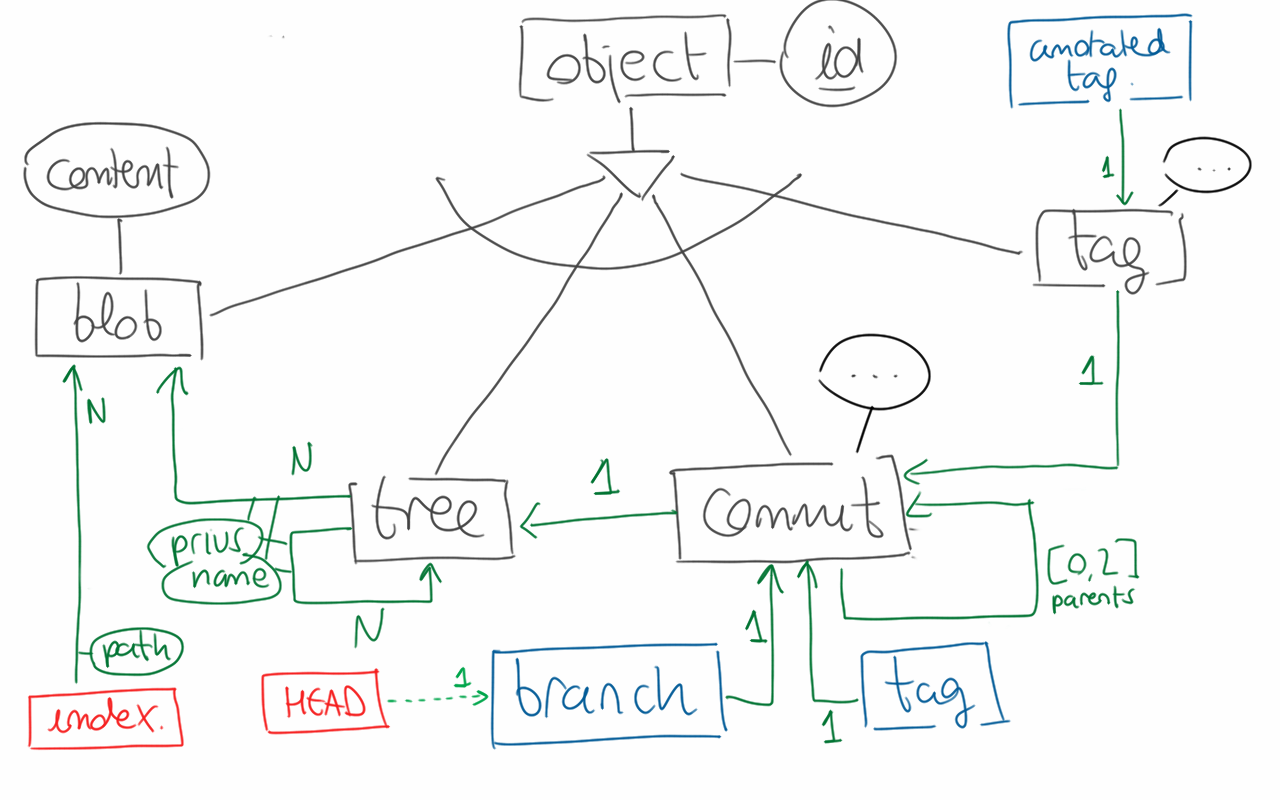 object
id
anotated
tag.
1
...
content
tag
blob
1
...
N
N
1
tree
commit
prius
name
[0,2]
parents
N
1
path
1
index.
HEAD
branch
tag
1